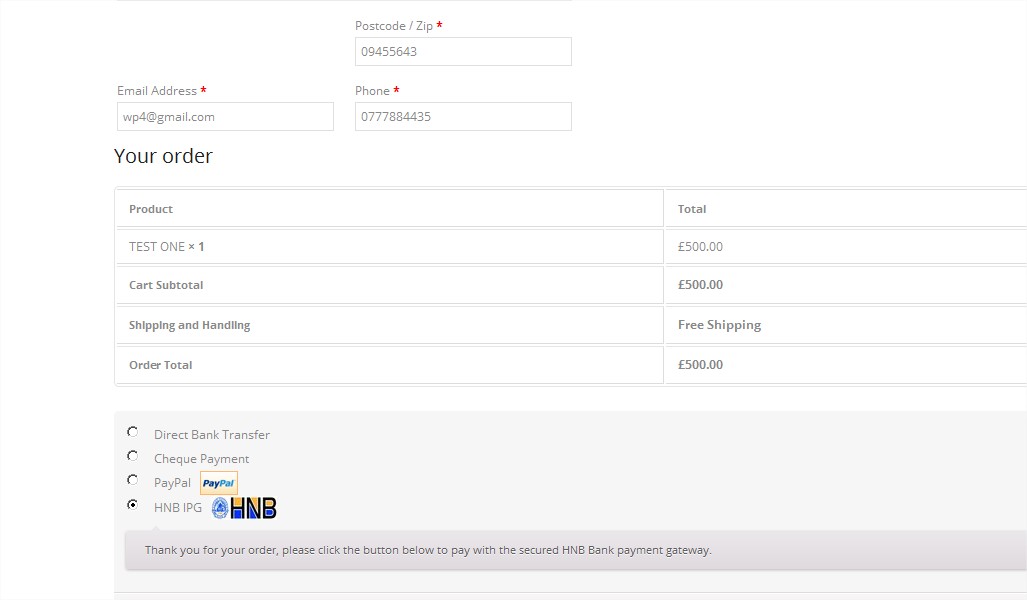 Postcode / Zip *
09455643
Email Address * Phone *
wp4@gmail.com 0777884435
Your order
Product Total
TEST ONE × 1 £500.00
Cart Subtotal £500.00
Shipping and Handling Free Shipping
Order Total £500.00
Direct Bank Transfer
Cheque Payment
PayPal PayPal
HNB IPG HNB
Thank you for your order, please click the button below to pay with the secured HNB Bank payment gateway.